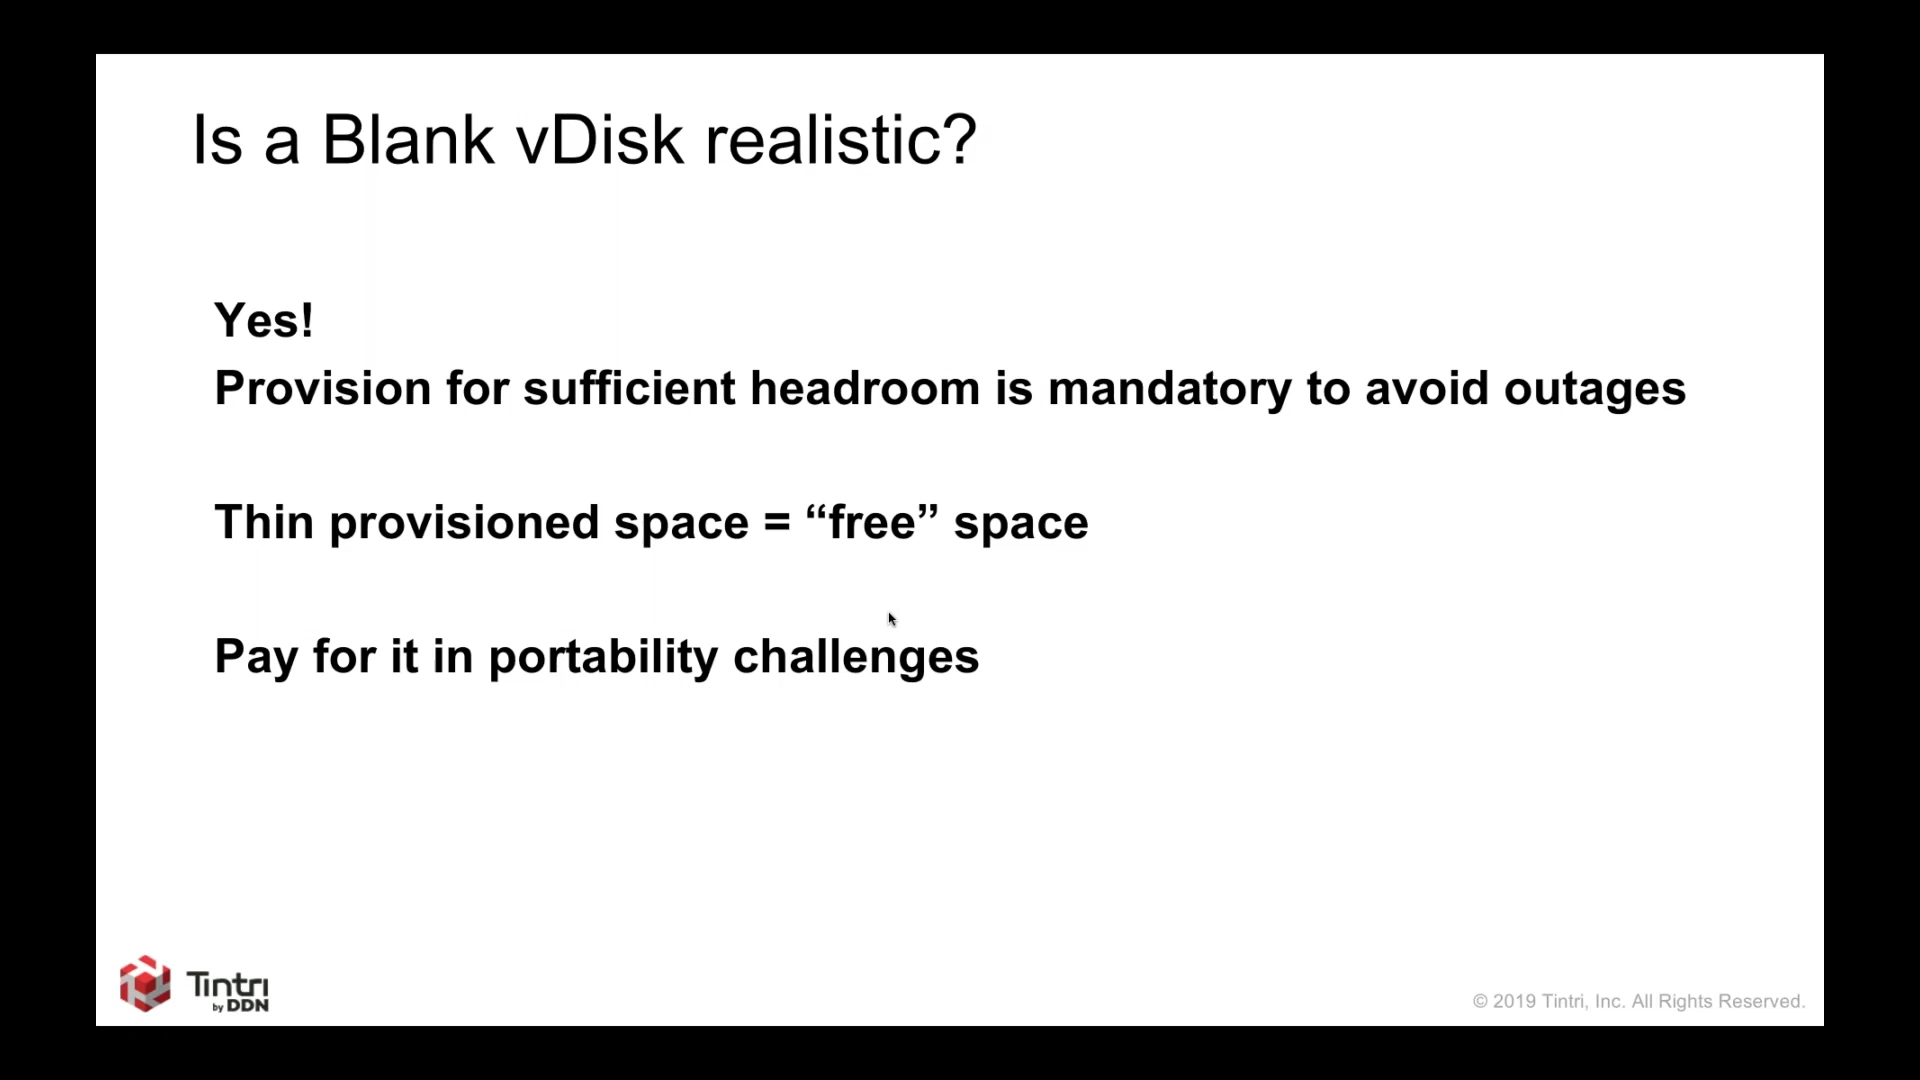 Is a Blank vDisk realistic?
Yes!
Provision for sufficient headroom is mandatory to avoid outages
Thin provisioned space = “free” space
Pay for it in portability challenges
Tintri
by DDN
© 2019 Tintri, Inc. All Rights Reserved.